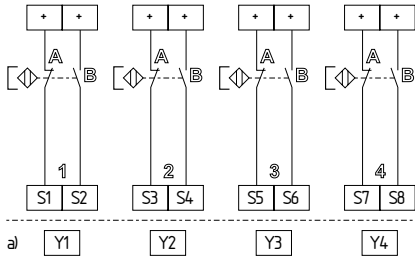 + + + + + + + +
A A A A
B B B B
1 2 3 4
S1 S2 S3 S4 S5 S6 S7 S8
a) Y1 Y2 Y3 Y4